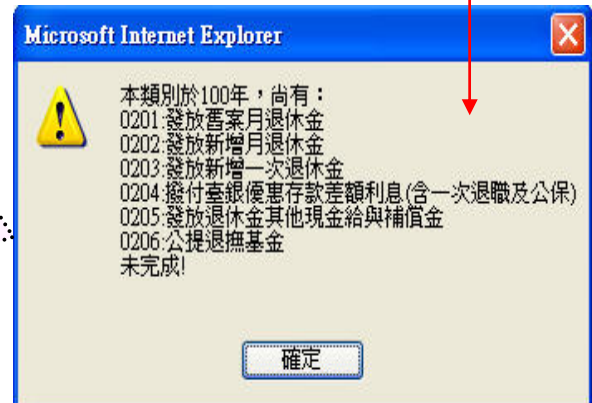 Microsoft Internet Explorer
本類別於100年，尚有：
0201:發放舊案月退休金
0202:發放新增月退休金
0203:發放新增一次退休金
0204:撥付臺銀優惠存款差額利息(含一次退職及公保)
0205:發放退休金其他現金給與補償金
0206:公提退撫基金
未完成!
確定